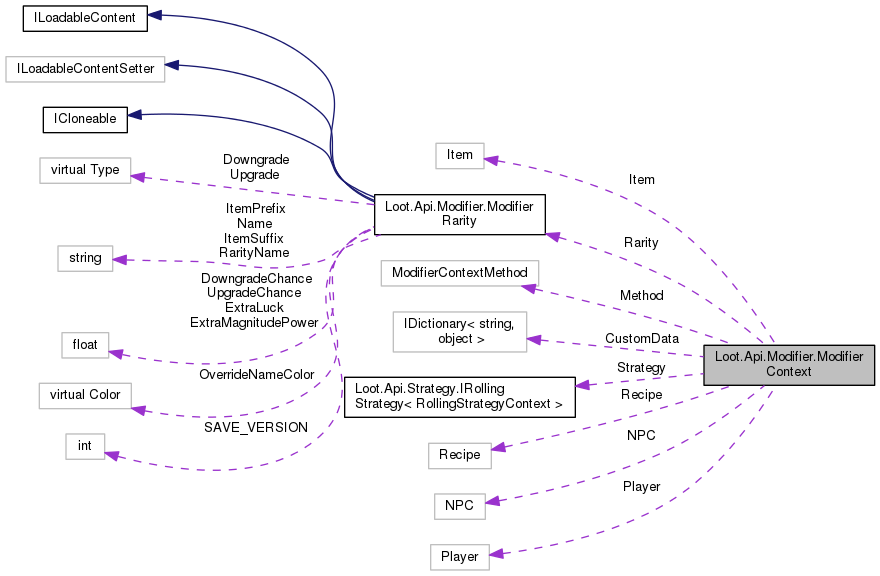 ILoadableContent
ILoadableContentSetter
ICloneable
virtual Type
string
float
virtual Color
int
Downgrade
Upgrade
ItemPrefix
Name
ItemSuffix
RarityName
DowngradeChance
UpgradeChance
ExtraLuck
ExtraMagnitudePower
OverrideNameColor
SAVE_VERSION
Item
Loot.Api.Modifier.Modifier
Rarity
ModifierContextMethod
IDictionary< string,
object >
Loot.Api.Strategy.IRolling
Strategy< RollingStrategyContext >
Recipe
NPC
Player
Item
Rarity
Method
CustomData
Strategy
Recipe
NPC
Player
Loot.Api.Modifier.Modifier
Context